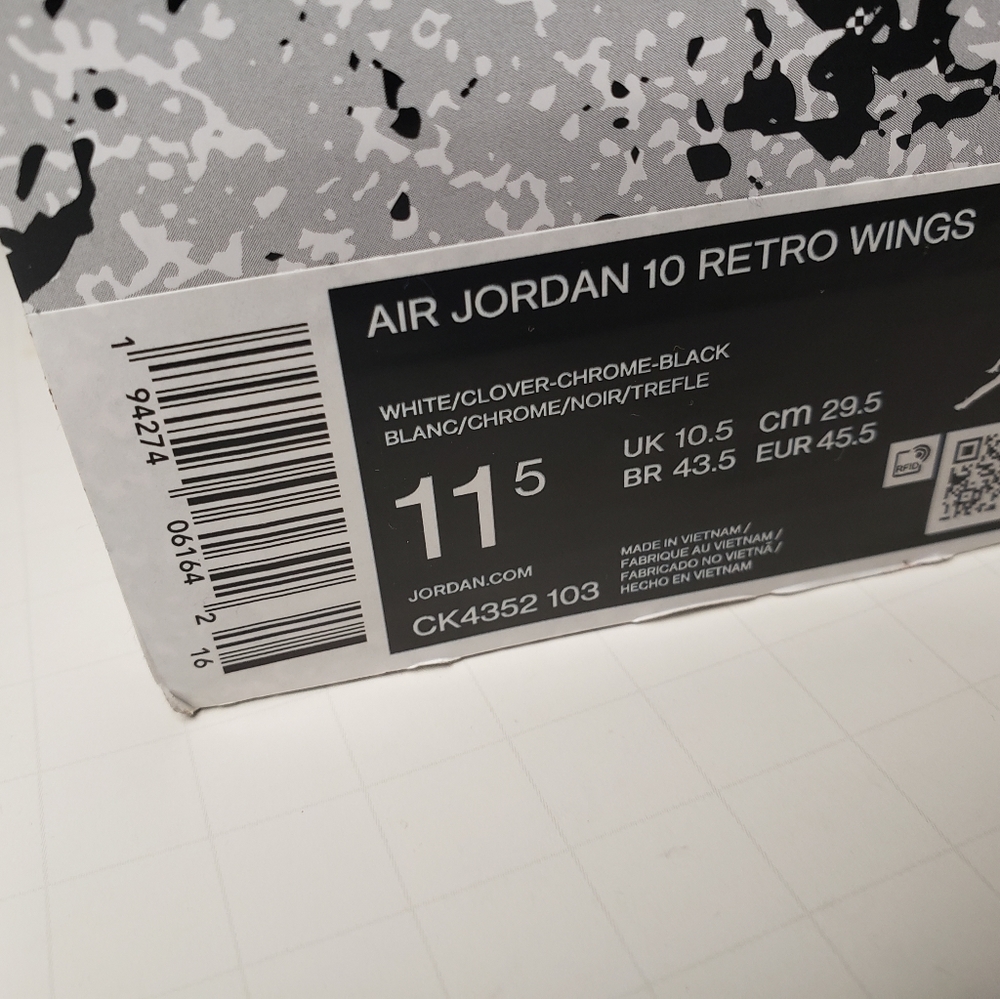 AIR JORDAN 10 RETRO WINGS
WHITE/CLOVER-CHROME-BLACK
BLANC/CHROME/NOIR/TREFLE
11 5
UK 10.5 cm 29.5
BR 43.5 EUR 45.5
RFID
JORDAN.COM
CK4352 103
MADE IN VIETNAM /
FABRIQUE AU VIETNAM /
FABRICADO NO VIETNÃ /
HECHO EN VIETNAM
1 94274 06164 2 16